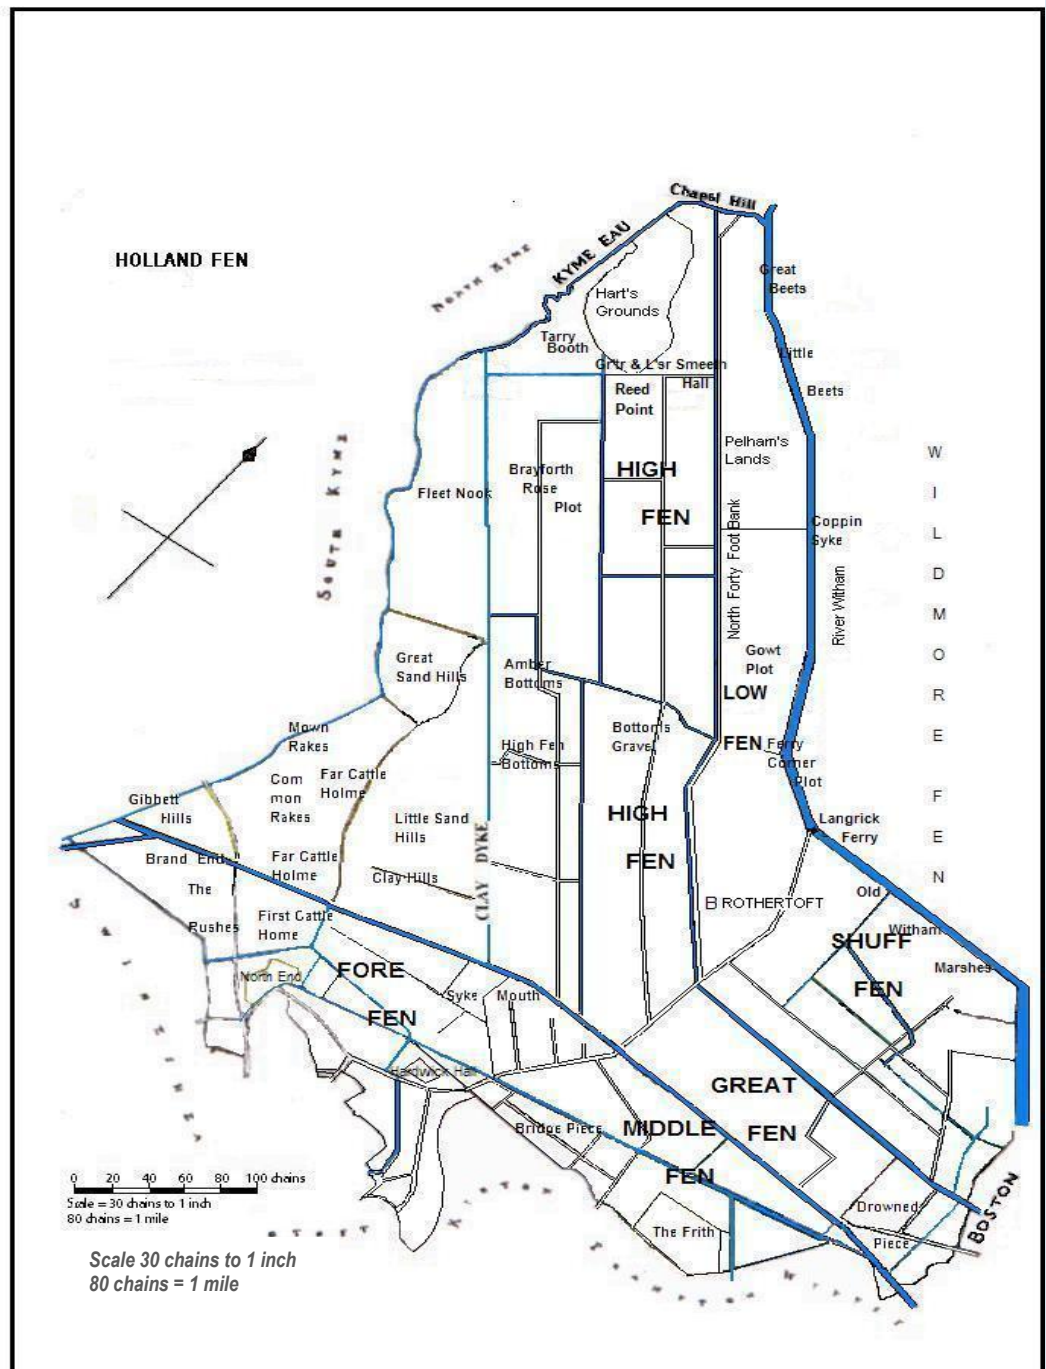 Chapel Hill
HOLLAND FEN
KYME EAU
NORTH KYME
Great
Beets
Hart's
Grounds
Tarry
Booth
Little
Gr'tr & L'sr Smeeth
Hall
Reed
Point
Beets
Pelham's
Lands
SOUTH KYME
HIGH
FEN
Brayforth
Rose
Plot
Fleet Nook
North Forty Foot Bank
Coppin
Syke
River Witham
WILDMORE FEN
Great
Sand Hills
Amber
Bottoms
Gowt
Plot
LOW
FEN
Mown
Rakes
High Fen
Bottoms
Bottoms
Gravel
Ferry
Corner
Plot
Far Cattle
Holme
Com
mon
Rakes
Gibbett
Hills
Little Sand
Hills
HIGH
FEN
Langrick
Ferry
Brand End
The
Rushes
Far Cattle
Holme
Clay Hills
CLAY DYKE
BROTHERTOFT
Old
Witham
Marshes
First Cattle
Home
SHUFF
FEN
North End
FORE
FEN
Syke Mouth
SWINESHEAD
Hardwick Hall
GREAT
FEN
Bridge Piece
MIDDLE
FEN
The Frith
Drowned
Piece
BOSTON
0 20 40 60 80 100 chains
Scale = 30 chains to 1 inch
80 chains = 1 mile
Scale 30 chains to 1 inch
80 chains = 1 mile